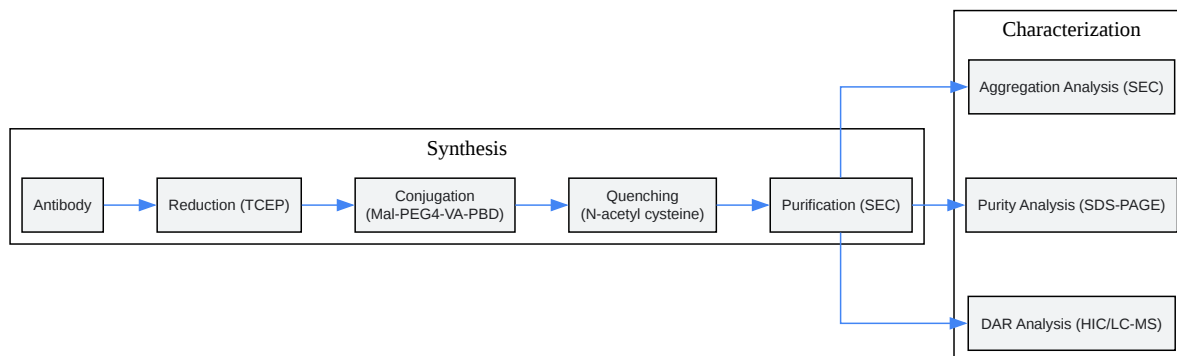 Synthesis
Antibody
Reduction (TCEP)
Conjugation
(Mal-PEG4-VA-PBD)
Quenching
(N-acetyl cysteine)
Purification (SEC)
Characterization
Aggregation Analysis (SEC)
Purity Analysis (SDS-PAGE)
DAR Analysis (HIC/LC-MS)